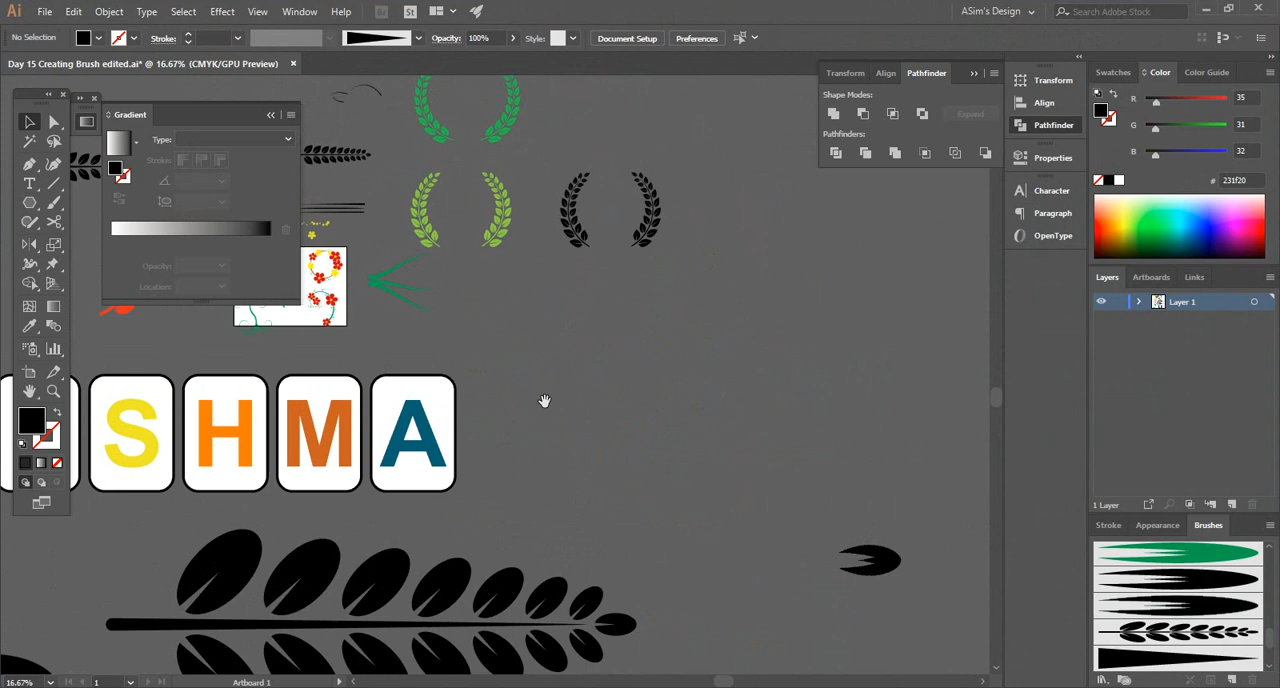 Ai File Edit Object Type Select Effect View Window Help Br St ASim's Design Search Adobe Stock
No Selection Stroke: Opacity: 100% Style: Document Setup Preferences
Day 15 Creating Brush edited.ai* @ 16.67% (CMYK/GPU Preview)
Transform Align Pathfinder
Shape Modes:
Expand
Pathfinders:
Gradient
Type:
Stroke:
Opacity:
Location:
Transform
Align
Pathfinder
Properties
Character
Paragraph
OpenType
Swatches Color Color Guide
R 35
G 31
B 32
# 231f20
Layers Artboards Links
Layer 1
1 Layer
Stroke Appearance Brushes
S H M A
16.67% 1 Artboard 1